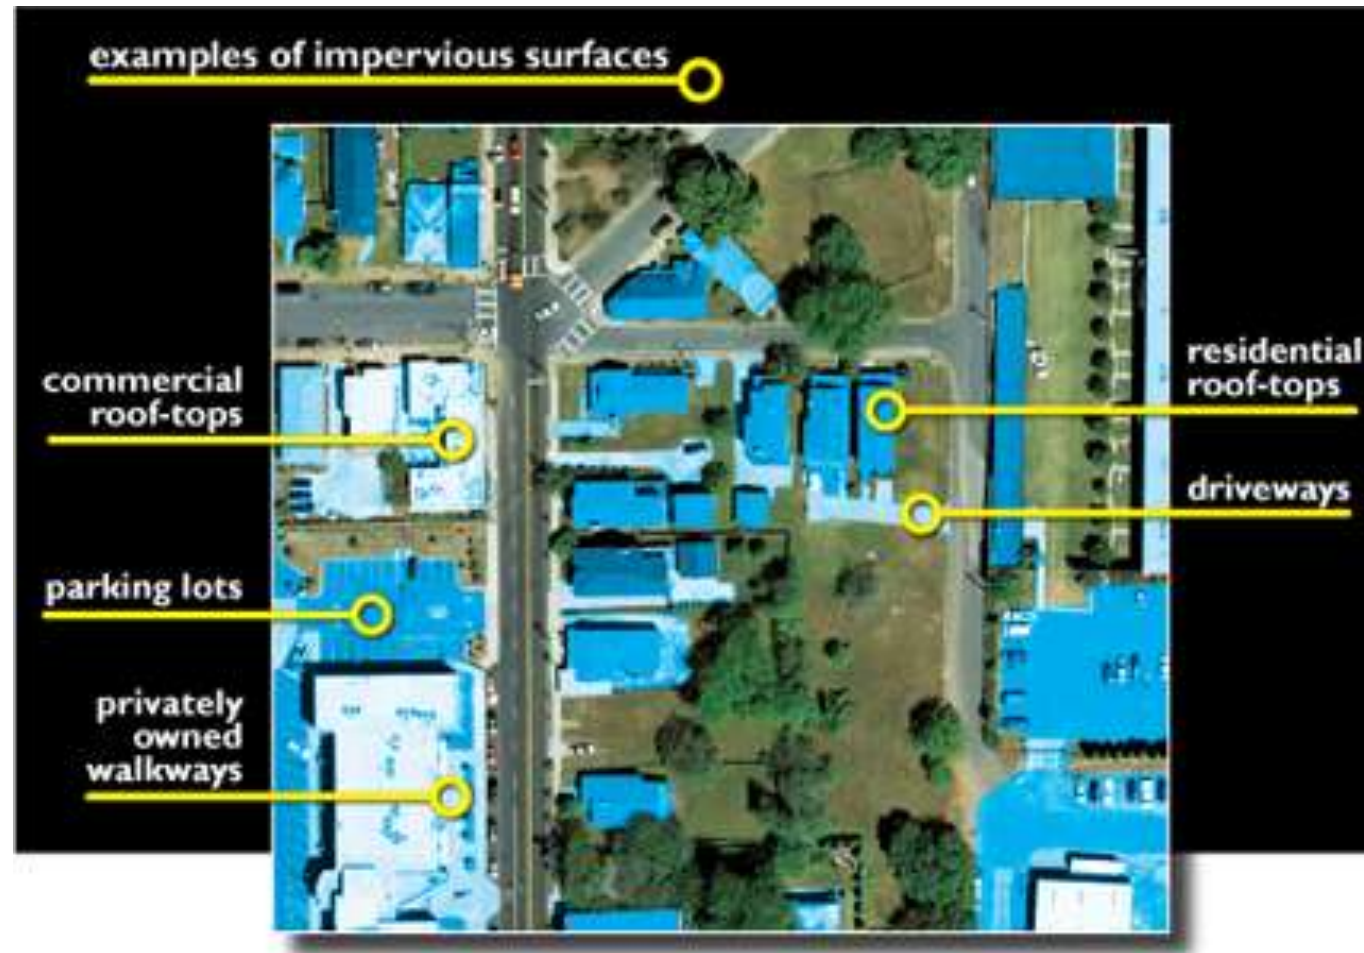 examples of impervious surfaces
commercial
roof-tops
residential
roof-tops
driveways
parking lots
privately
owned
walkways